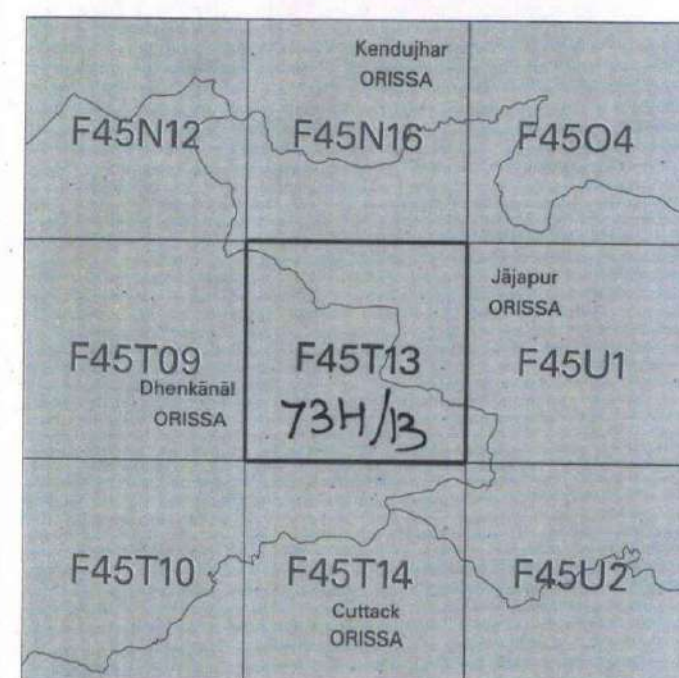 Kendujhar
ORISSA
F45N12
F45N16
F45O4
Jājapur
ORISSA
F45T09
Dhenkānāl
ORISSA
F45T13
73H/13
F45U1
F45T10
F45T14
Cuttack
ORISSA
F45U2